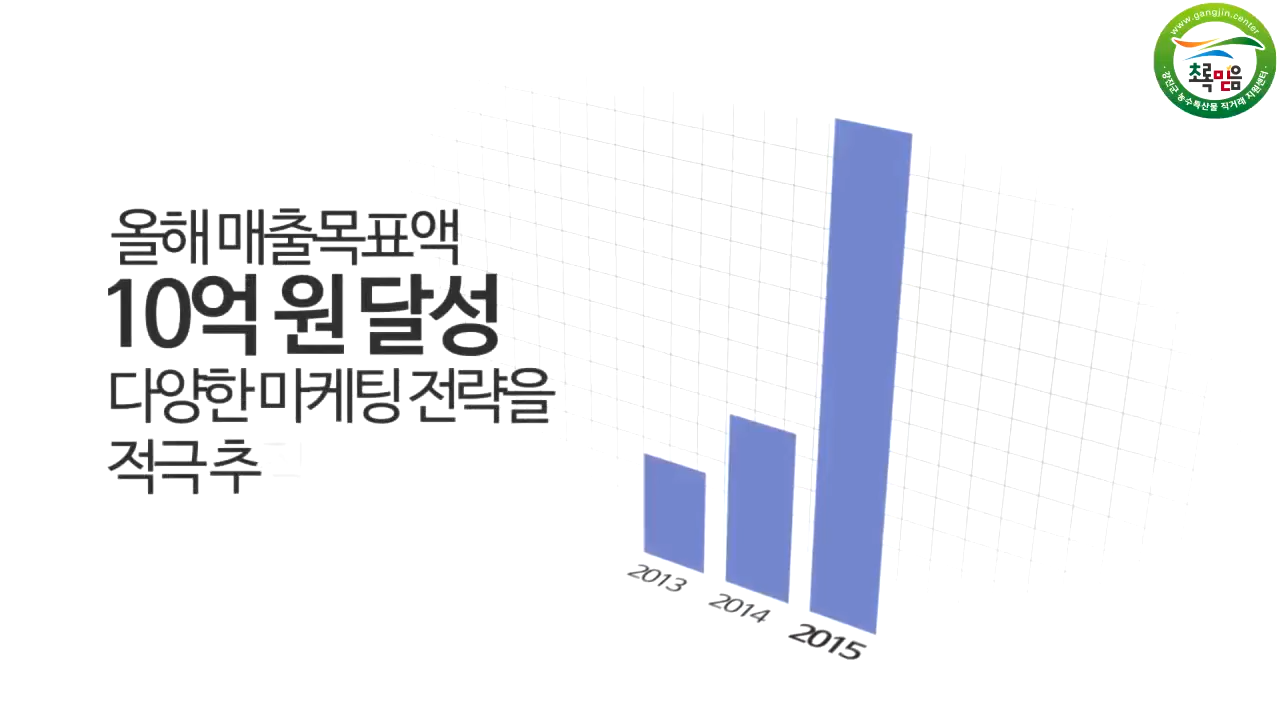 www.gangjin.center
초록믿음
강진군 농수특산물 직거래 지원센터
올해 매출목표액
10억 원 달성
다양한 마케팅 전략을
적극 추
2013
2014
2015